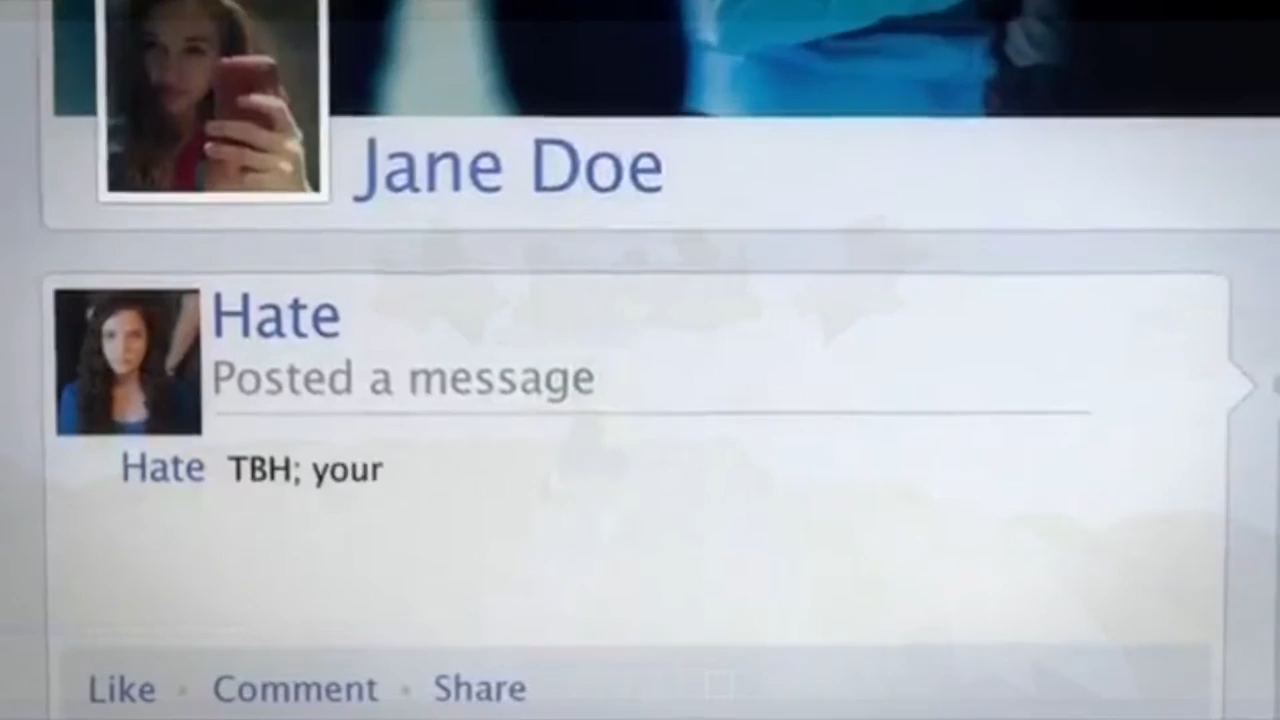 Jane Doe
Hate
Posted a message
Hate TBH; your
Like · Comment · Share